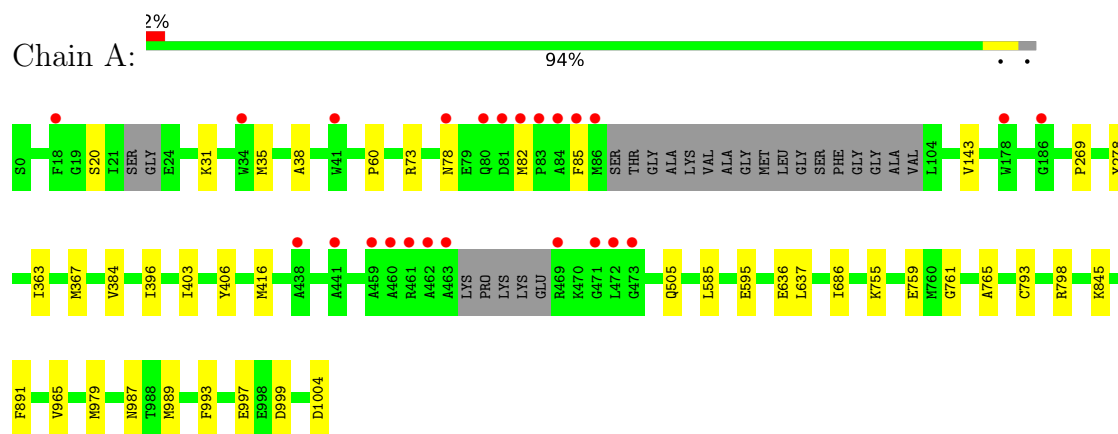 2%
Chain A:
94%
• •
S0 F18 G19 S20 I21 SER GLY E24 K31 W34 M35 A38 W41 P60 R73 N78 E79 Q80 D81 M82 P83 A84 F85 M86 SER THR GLY ALA LYS VAL ALA GLY MET LEU GLY SER PHE GLY GLY ALA VAL L104 V143 W178 G186 P269
I363 M367 V384 I396 I403 Y406 M416 A438 A441 A459 A460 R461 A462 A463 LYS PRO LYS LYS GLU R469 K470 G471 L472 G473 Q505 L585 E595 E636 L637 I686 K755 E759 M760 G761 A765 C793 R798 K845
F891 V965 M979 N987 T988 M989 F993 E997 E998 D999 D1004